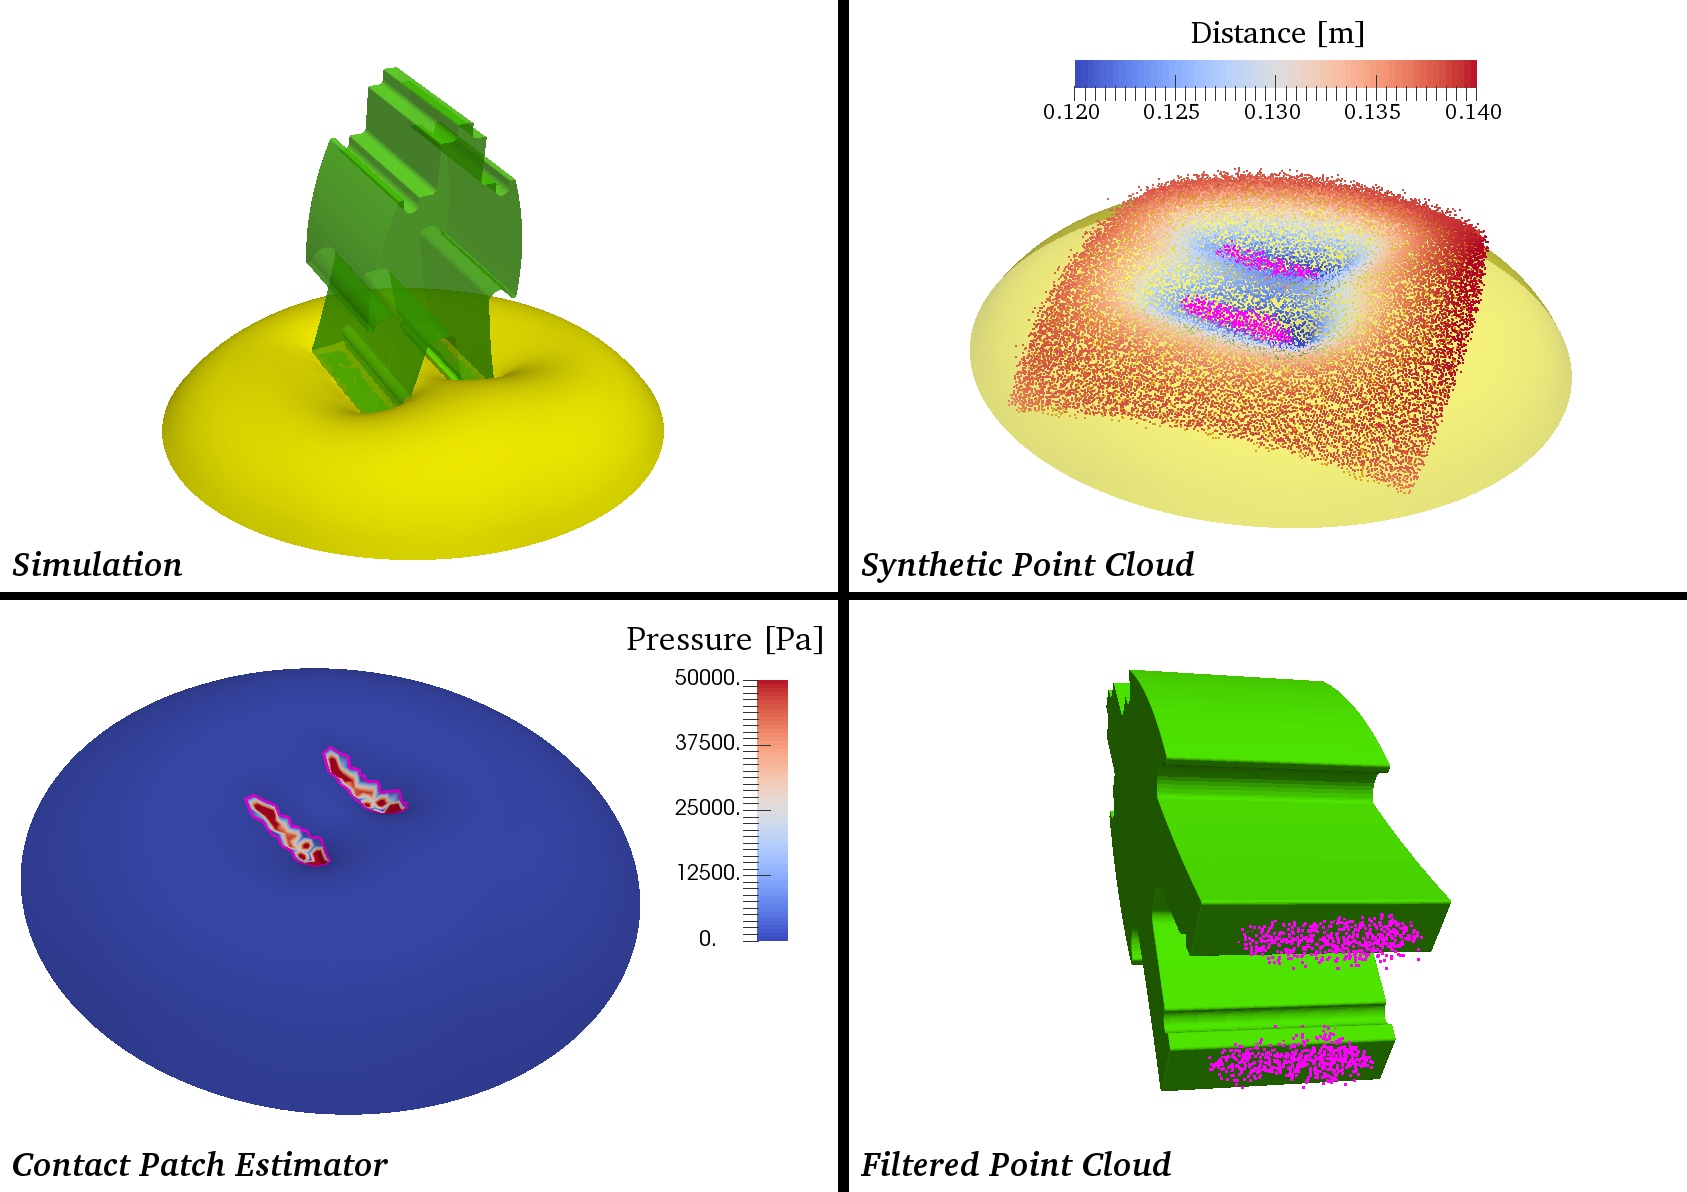 Simulation
Distance [m]
0.120 0.125 0.130 0.135 0.140
Synthetic Point Cloud
Pressure [Pa]
50000.
37500.
25000.
12500.
0.
Contact Patch Estimator
Filtered Point Cloud